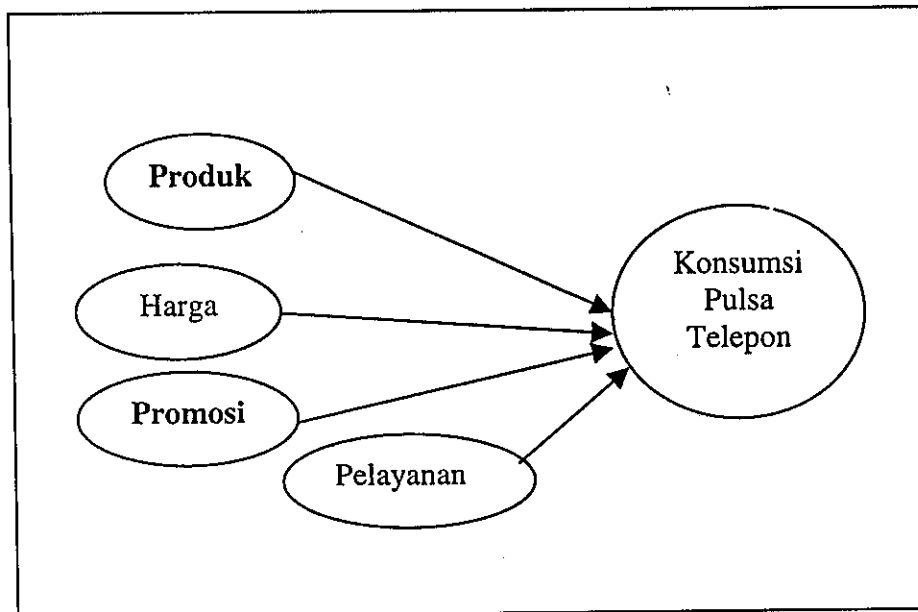 Produk
Harga
Promosi
Pelayanan
Konsumsi
Pulsa
Telepon